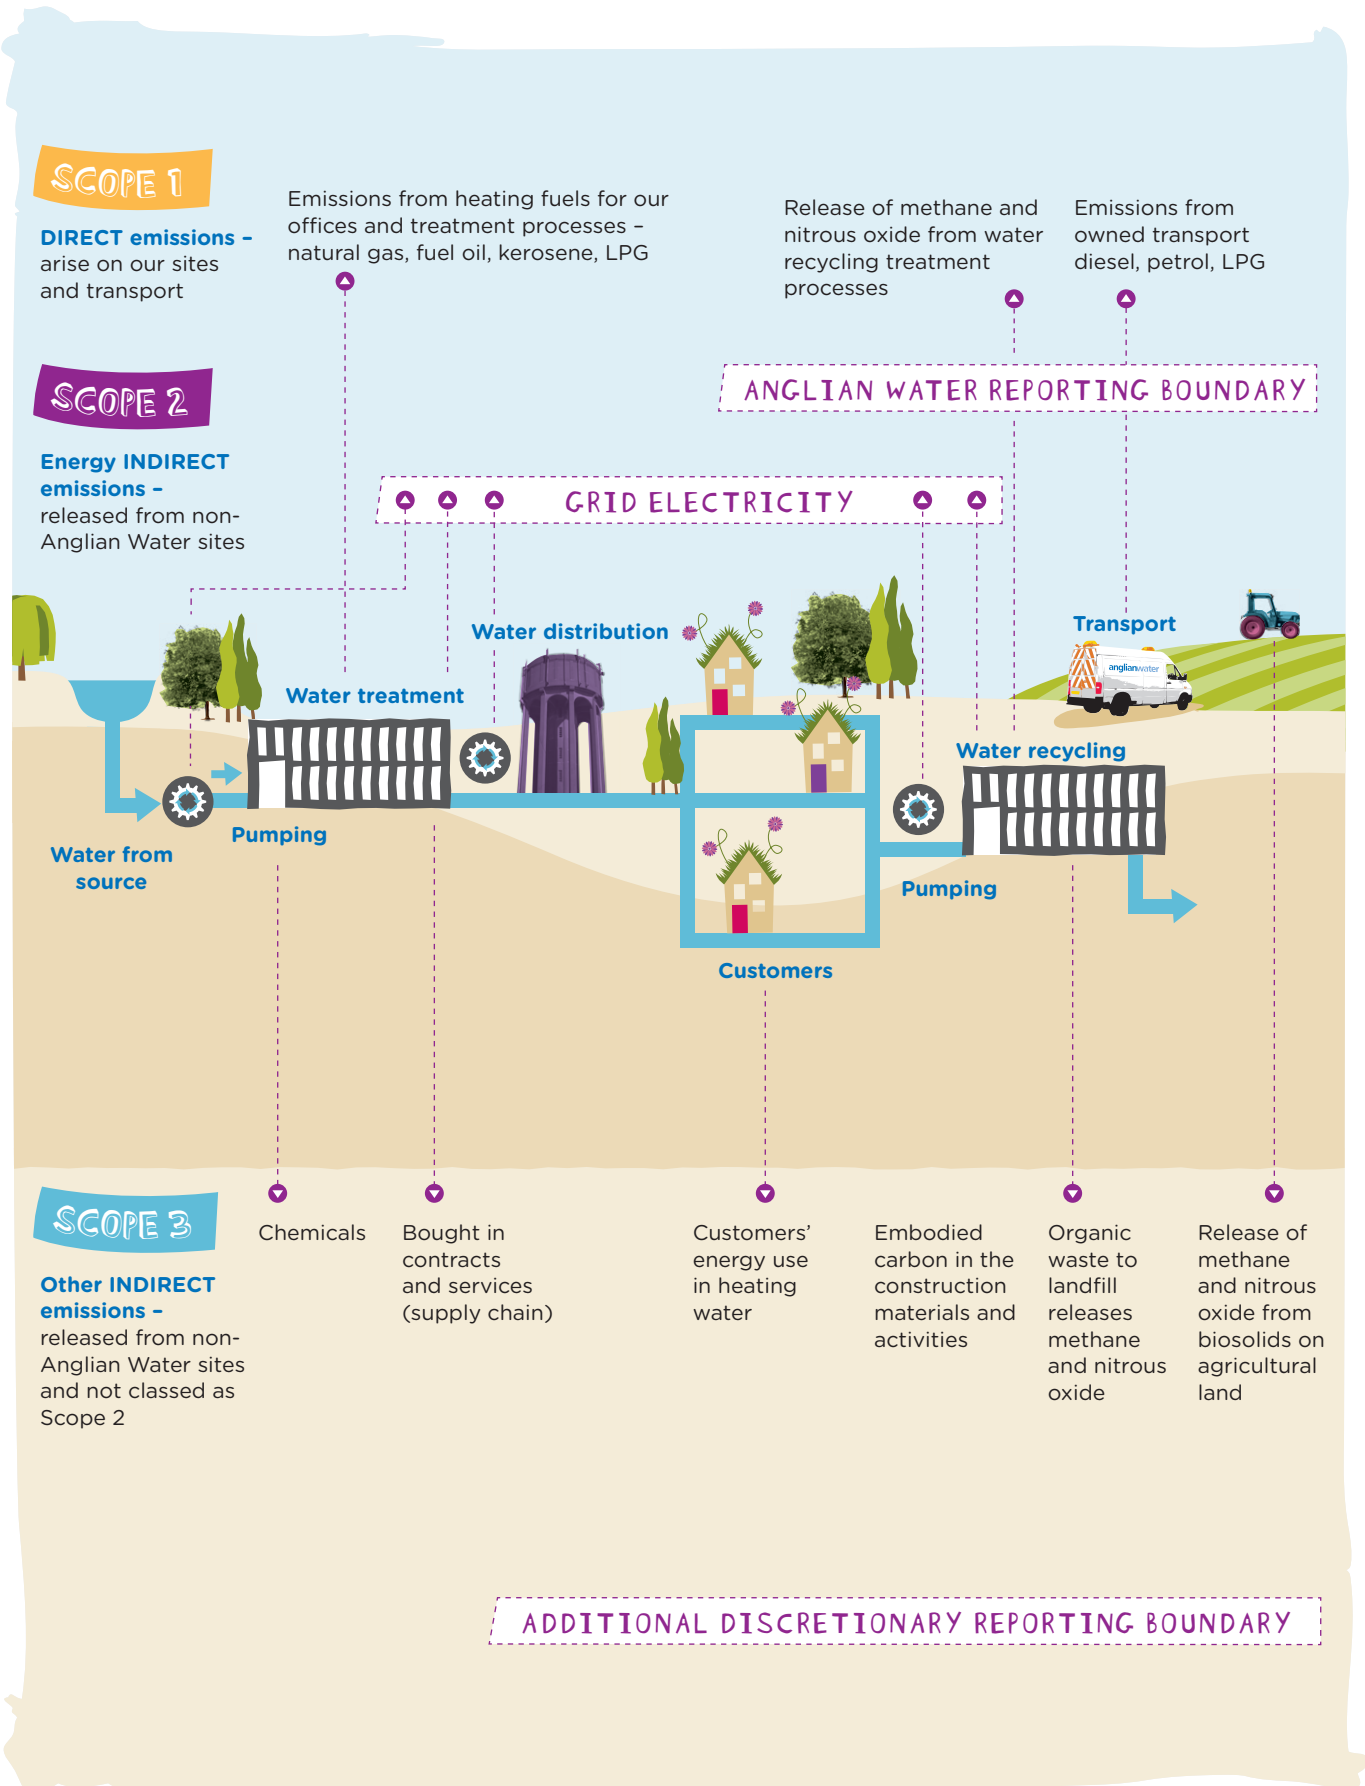 SCOPE 1
DIRECT emissions –
arise on our sites
and transport
Emissions from heating fuels for our
offices and treatment processes –
natural gas, fuel oil, kerosene, LPG
Release of methane and
nitrous oxide from water
recycling treatment
processes
Emissions from
owned transport
diesel, petrol, LPG
SCOPE 2
ANGLIAN WATER REPORTING BOUNDARY
Energy INDIRECT
emissions –
released from non-
Anglian Water sites
GRID ELECTRICITY
Water distribution
Transport
anglianwater
Water treatment
Water recycling
Pumping
Water from
source
Pumping
Customers
SCOPE 3
Other INDIRECT
emissions –
released from non-
Anglian Water sites
and not classed as
Scope 2
Chemicals
Bought in
contracts
and services
(supply chain)
Customers’
energy use
in heating
water
Embodied
carbon in the
construction
materials and
activities
Organic
waste to
landfill
releases
methane
and nitrous
oxide
Release of
methane
and nitrous
oxide from
biosolids on
agricultural
land
ADDITIONAL DISCRETIONARY REPORTING BOUNDARY